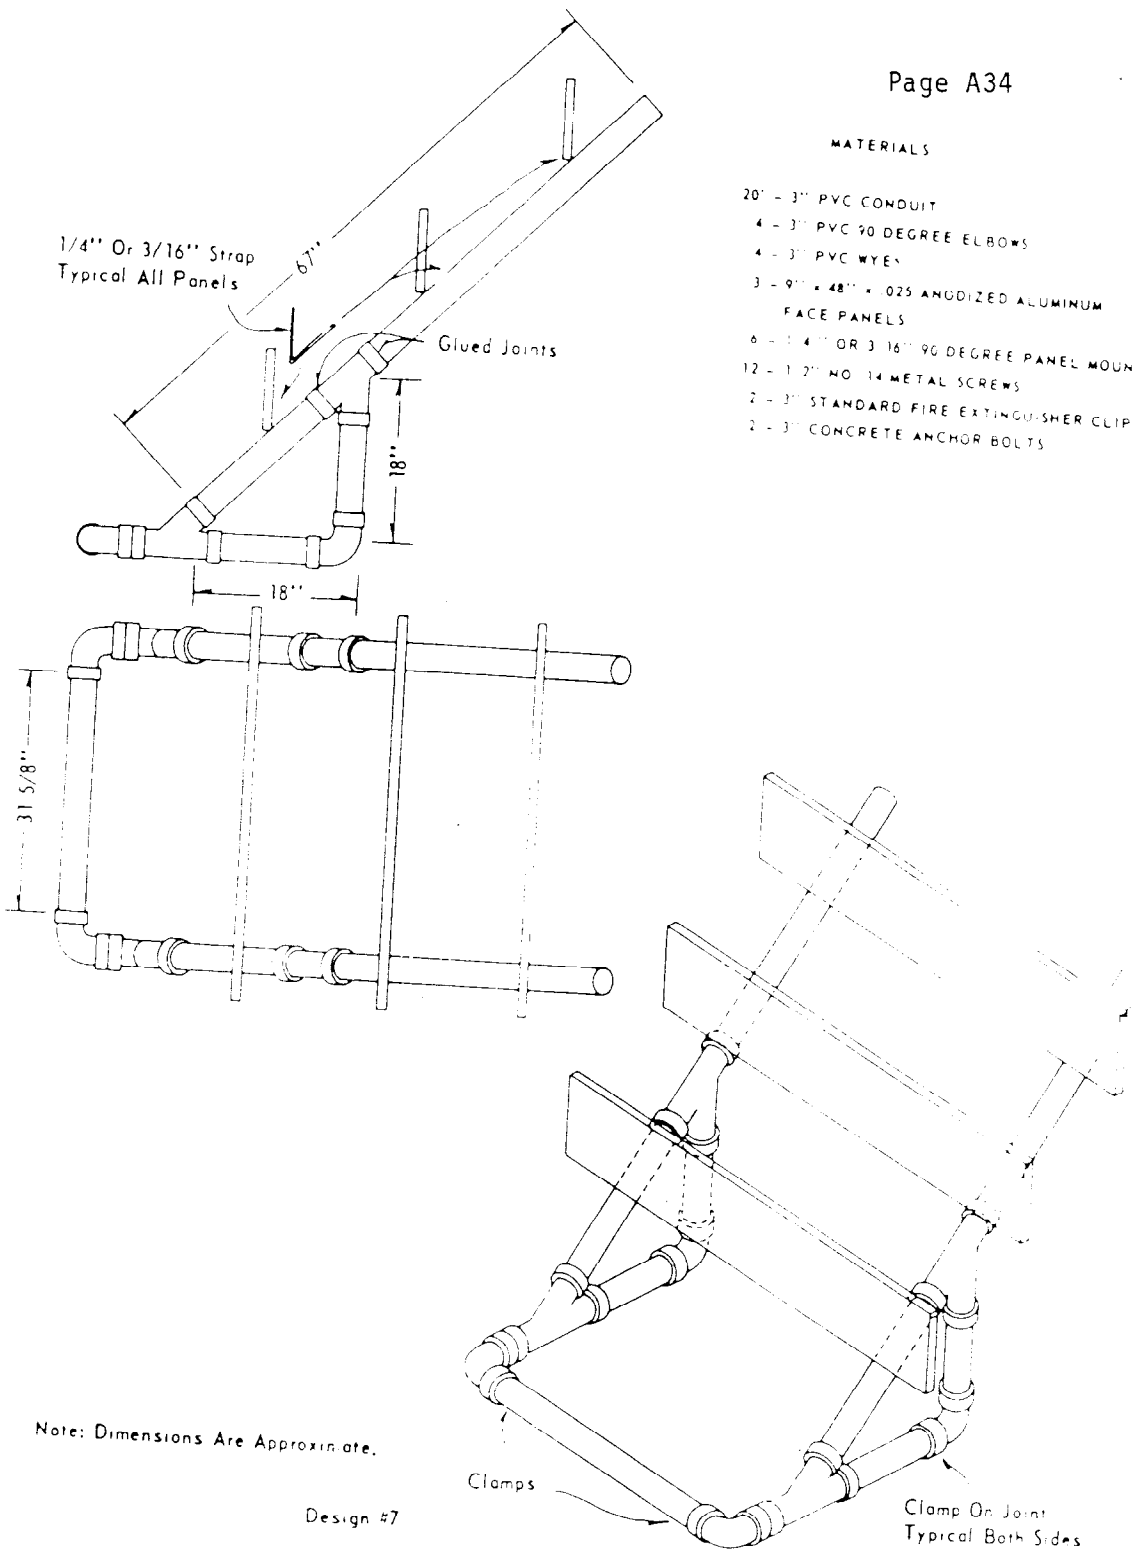 Page A34
MATERIALS
20' - 3'' PVC CONDUIT
4 - 3'' PVC 90 DEGREE ELBOWS
4 - 3'' PVC WYES
3 - 9'' x 48'' x .025 ANODIZED ALUMINUM
FACE PANELS
6 - 1/4'' OR 3/16'' 90 DEGREE PANEL MOUN
12 - 1/2'' NO. 14 METAL SCREWS
2 - 3'' STANDARD FIRE EXTINGUISHER CLIP
2 - 3'' CONCRETE ANCHOR BOLTS
1/4'' Or 3/16'' Strap
Typical All Panels
67''
Glued Joints
18''
18''
31 5/8''
Note: Dimensions Are Approximate.
Design #7
Clamps
Clamp On Joint
Typical Both Sides